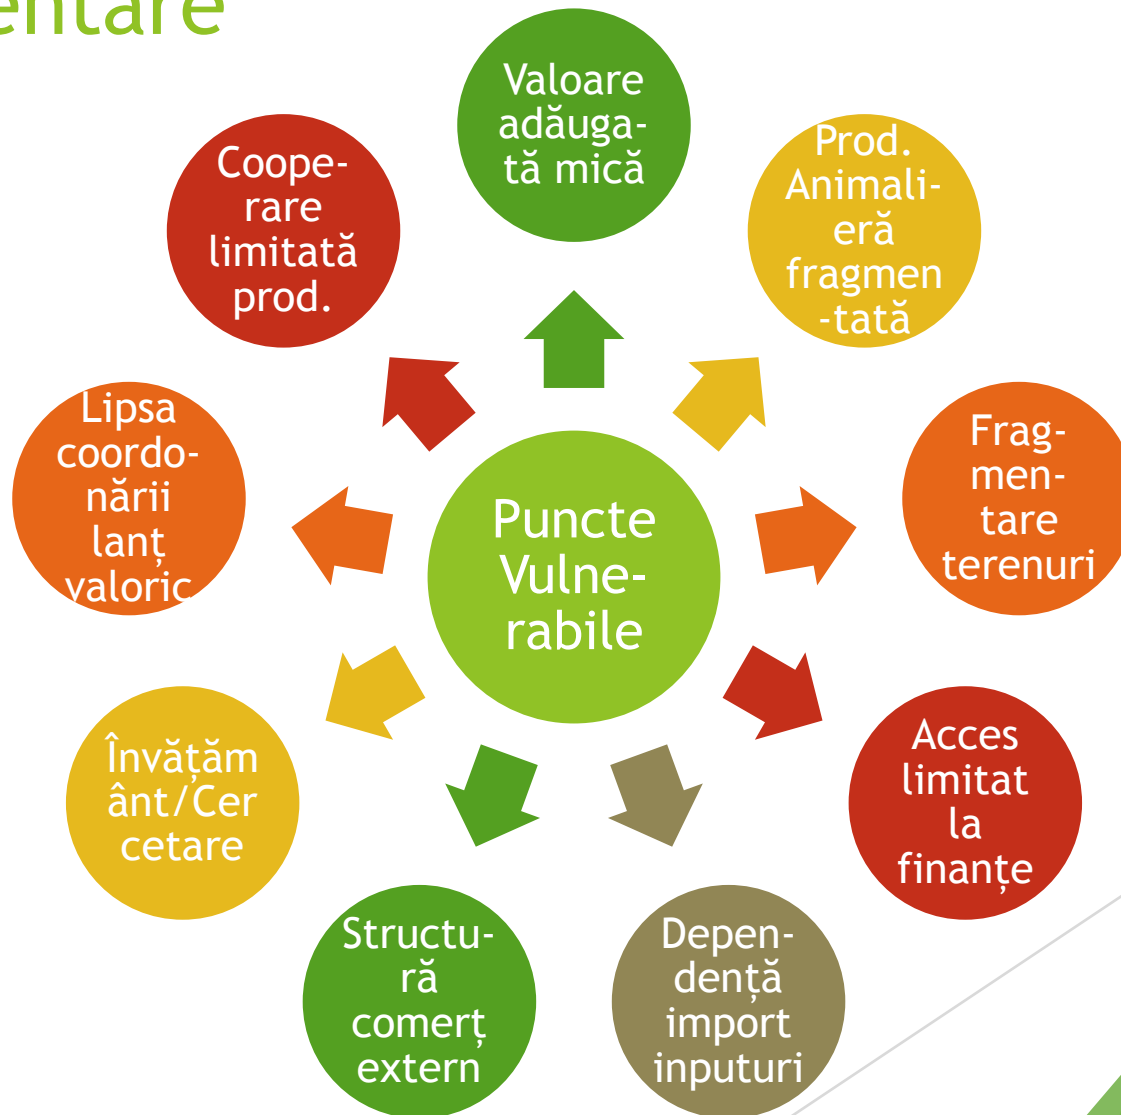 entare
Valoare
adăuga-
tă mică
Prod.
Animali-
eră
fragmen
-tată
Frag-
men-
tare
terenuri
Acces
limitat
la
finanțe
Depen-
dență
import
inputuri
Structu-
ră
comerț
extern
Învățăm
ânt/Cer
cetare
Lipsa
coordo-
nării
lanț
valoric
Coope-
rare
limitată
prod.
Puncte
Vulne-
rabile